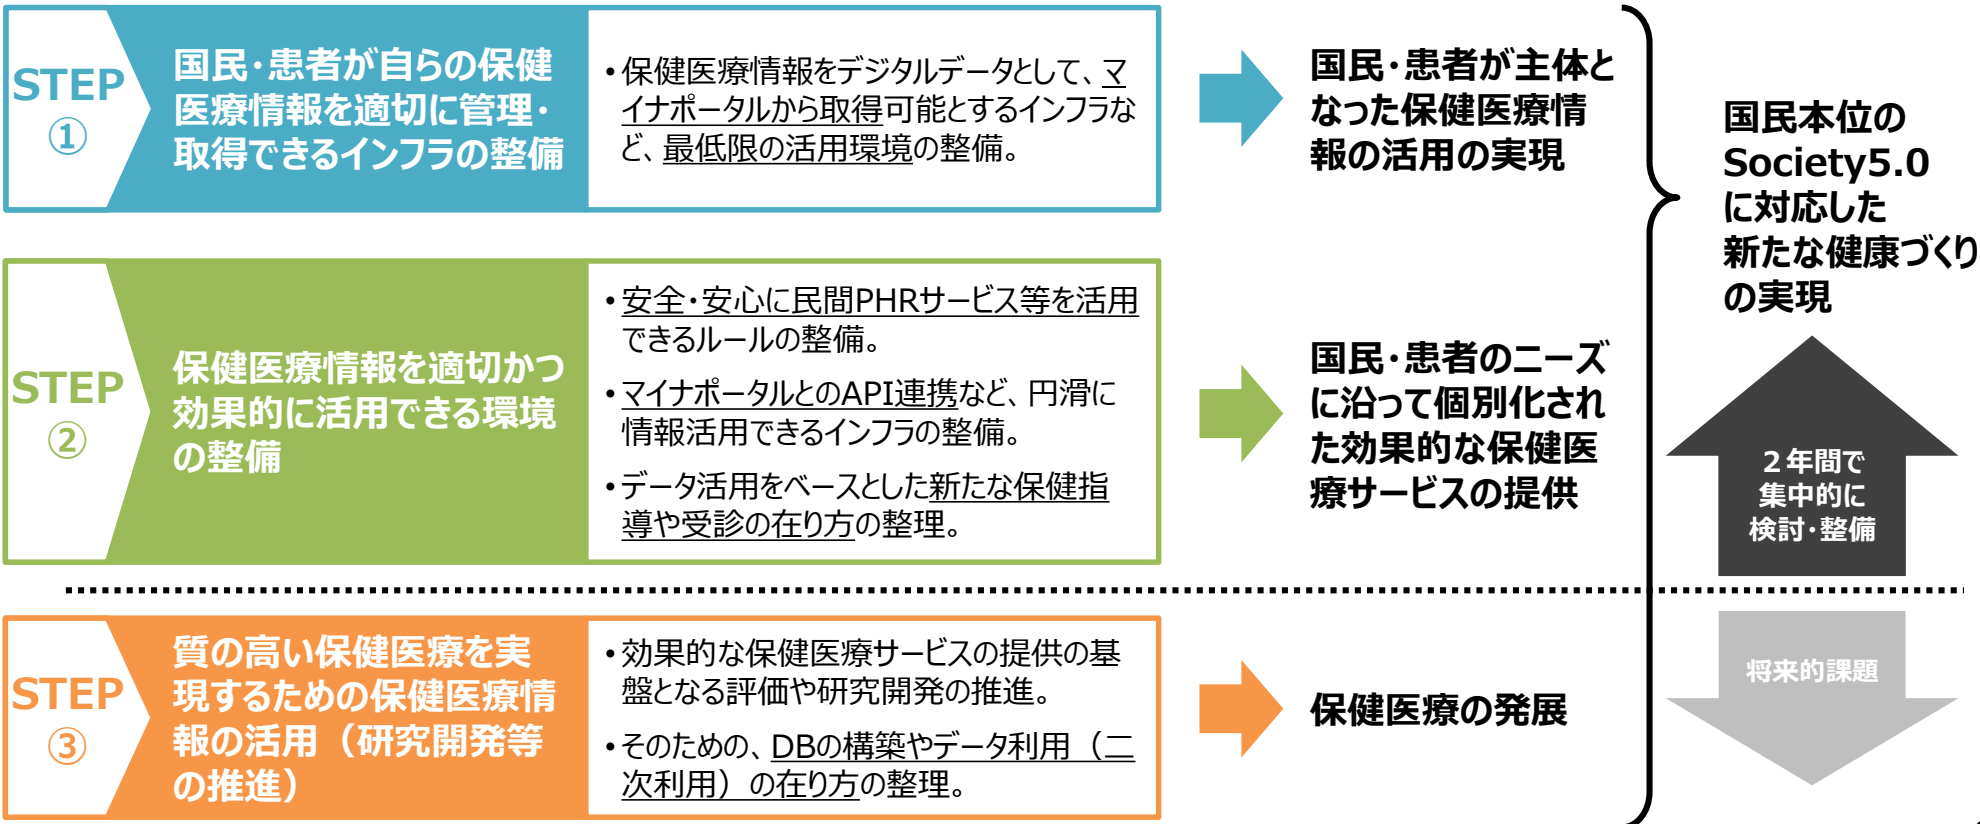 STEP
①
国民・患者が自らの保健
医療情報を適切に管理・
取得できるインフラの整備
・保健医療情報をデジタルデータとして、マ
イナポータルから取得可能とするインフラな
ど、最低限の活用環境の整備。
国民・患者が主体と
なった保健医療情
報の活用の実現
STEP
②
保健医療情報を適切かつ
効果的に活用できる環境
の整備
・安全・安心に民間PHRサービス等を活用
できるルールの整備。
・マイナポータルとのAPI連携など、円滑に
情報活用できるインフラの整備。
・データ活用をベースとした新たな保健指
導や受診の在り方の整理。
国民・患者のニーズ
に沿って個別化され
た効果的な保健医
療サービスの提供
STEP
③
質の高い保健医療を実
現するための保健医療情
報の活用（研究開発等
の推進）
・効果的な保健医療サービスの提供の基
盤となる評価や研究開発の推進。
・そのための、DBの構築やデータ利用（二
次利用）の在り方の整理。
保健医療の発展
国民本位の
Society5.0
に対応した
新たな健康づくり
の実現
２年間で
集中的に
検討・整備
将来的課題